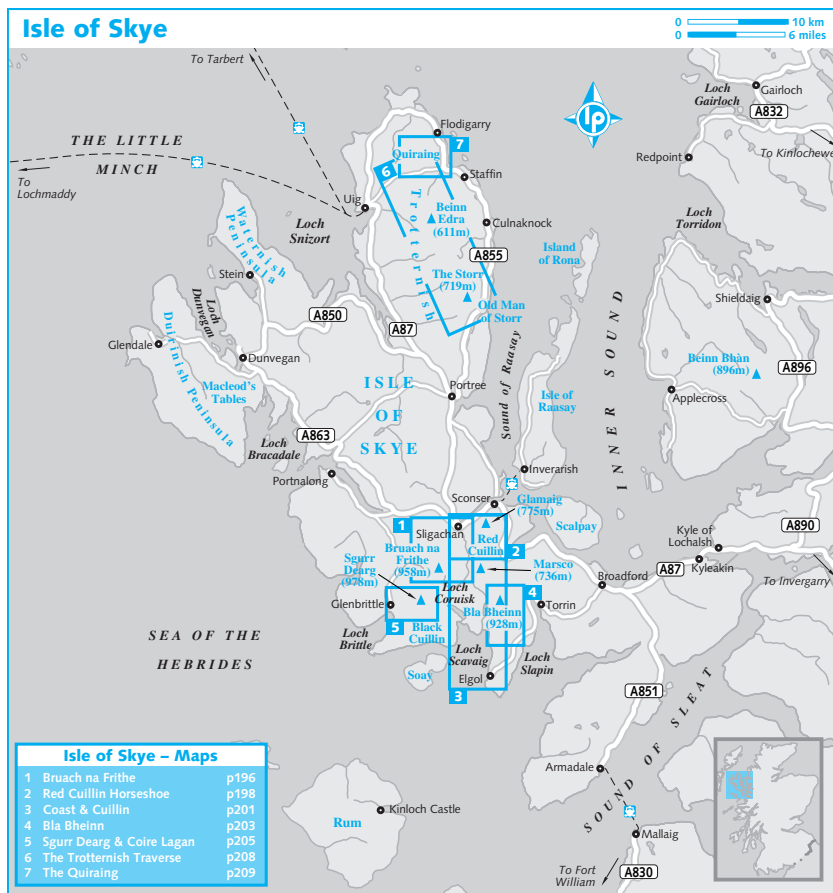 Isle of Skye
0 10 km
0 6 miles
To Tarbert
Loch
Gairloch
Gairloch
A832
lp
Flodigarry
THE LITTLE
MINCH
7
Quiraing
Redpoint
To Kinlochewe
To
Lochmaddy
6
Staffin
Uig
Trotternish
Beinn
Edra
(611m)
Culnaknock
Loch
Snizort
Waternish
Peninsula
Loch
Torridon
A855
Island
of Rona
Stein
The Storr
(719m)
Old Man
of Storr
Loch
Dunvegan
A850
A87
Shieldaig
Glendale
Duirinish Peninsula
Dunvegan
Macleod's
Tables
Sound of Raasay
INNER SOUND
Beinn Bhàn
(896m)
A896
ISLE
OF
SKYE
Portree
Isle of
Raasay
Applecross
A863
Loch
Bracadale
Portnalong
Inverarish
Sconser
Glamaig
(775m)
Scalpay
1
Sligachan
Red
Cuillin
2
Kyle of
Lochalsh
A890
Kyleakin
Bruach na
Frithe
(958m)
Sgurr
Dearg
(978m)
Marsco
(736m)
Broadford
A87
To Invergarry
Loch
Coruisk
Bla Bheinn
(928m)
4
Torrin
Glenbrittle
5
Black
Cuillin
Loch
Brittle
SEA OF THE
HEBRIDES
Loch
Scavaig
Loch
Slapin
Soay
Elgol
3
A851
SOUND OF SLEAT
Armadale
Isle of Skye – Maps
1 Bruach na Frithe p196
2 Red Cuillin Horseshoe p198
3 Coast & Cuillin p201
4 Bla Bheinn p203
5 Sgurr Dearg & Coire Lagan p205
6 The Trotternish Traverse p208
7 The Quiraing p209
Kinloch Castle
Rum
Mallaig
To Fort
William
A830